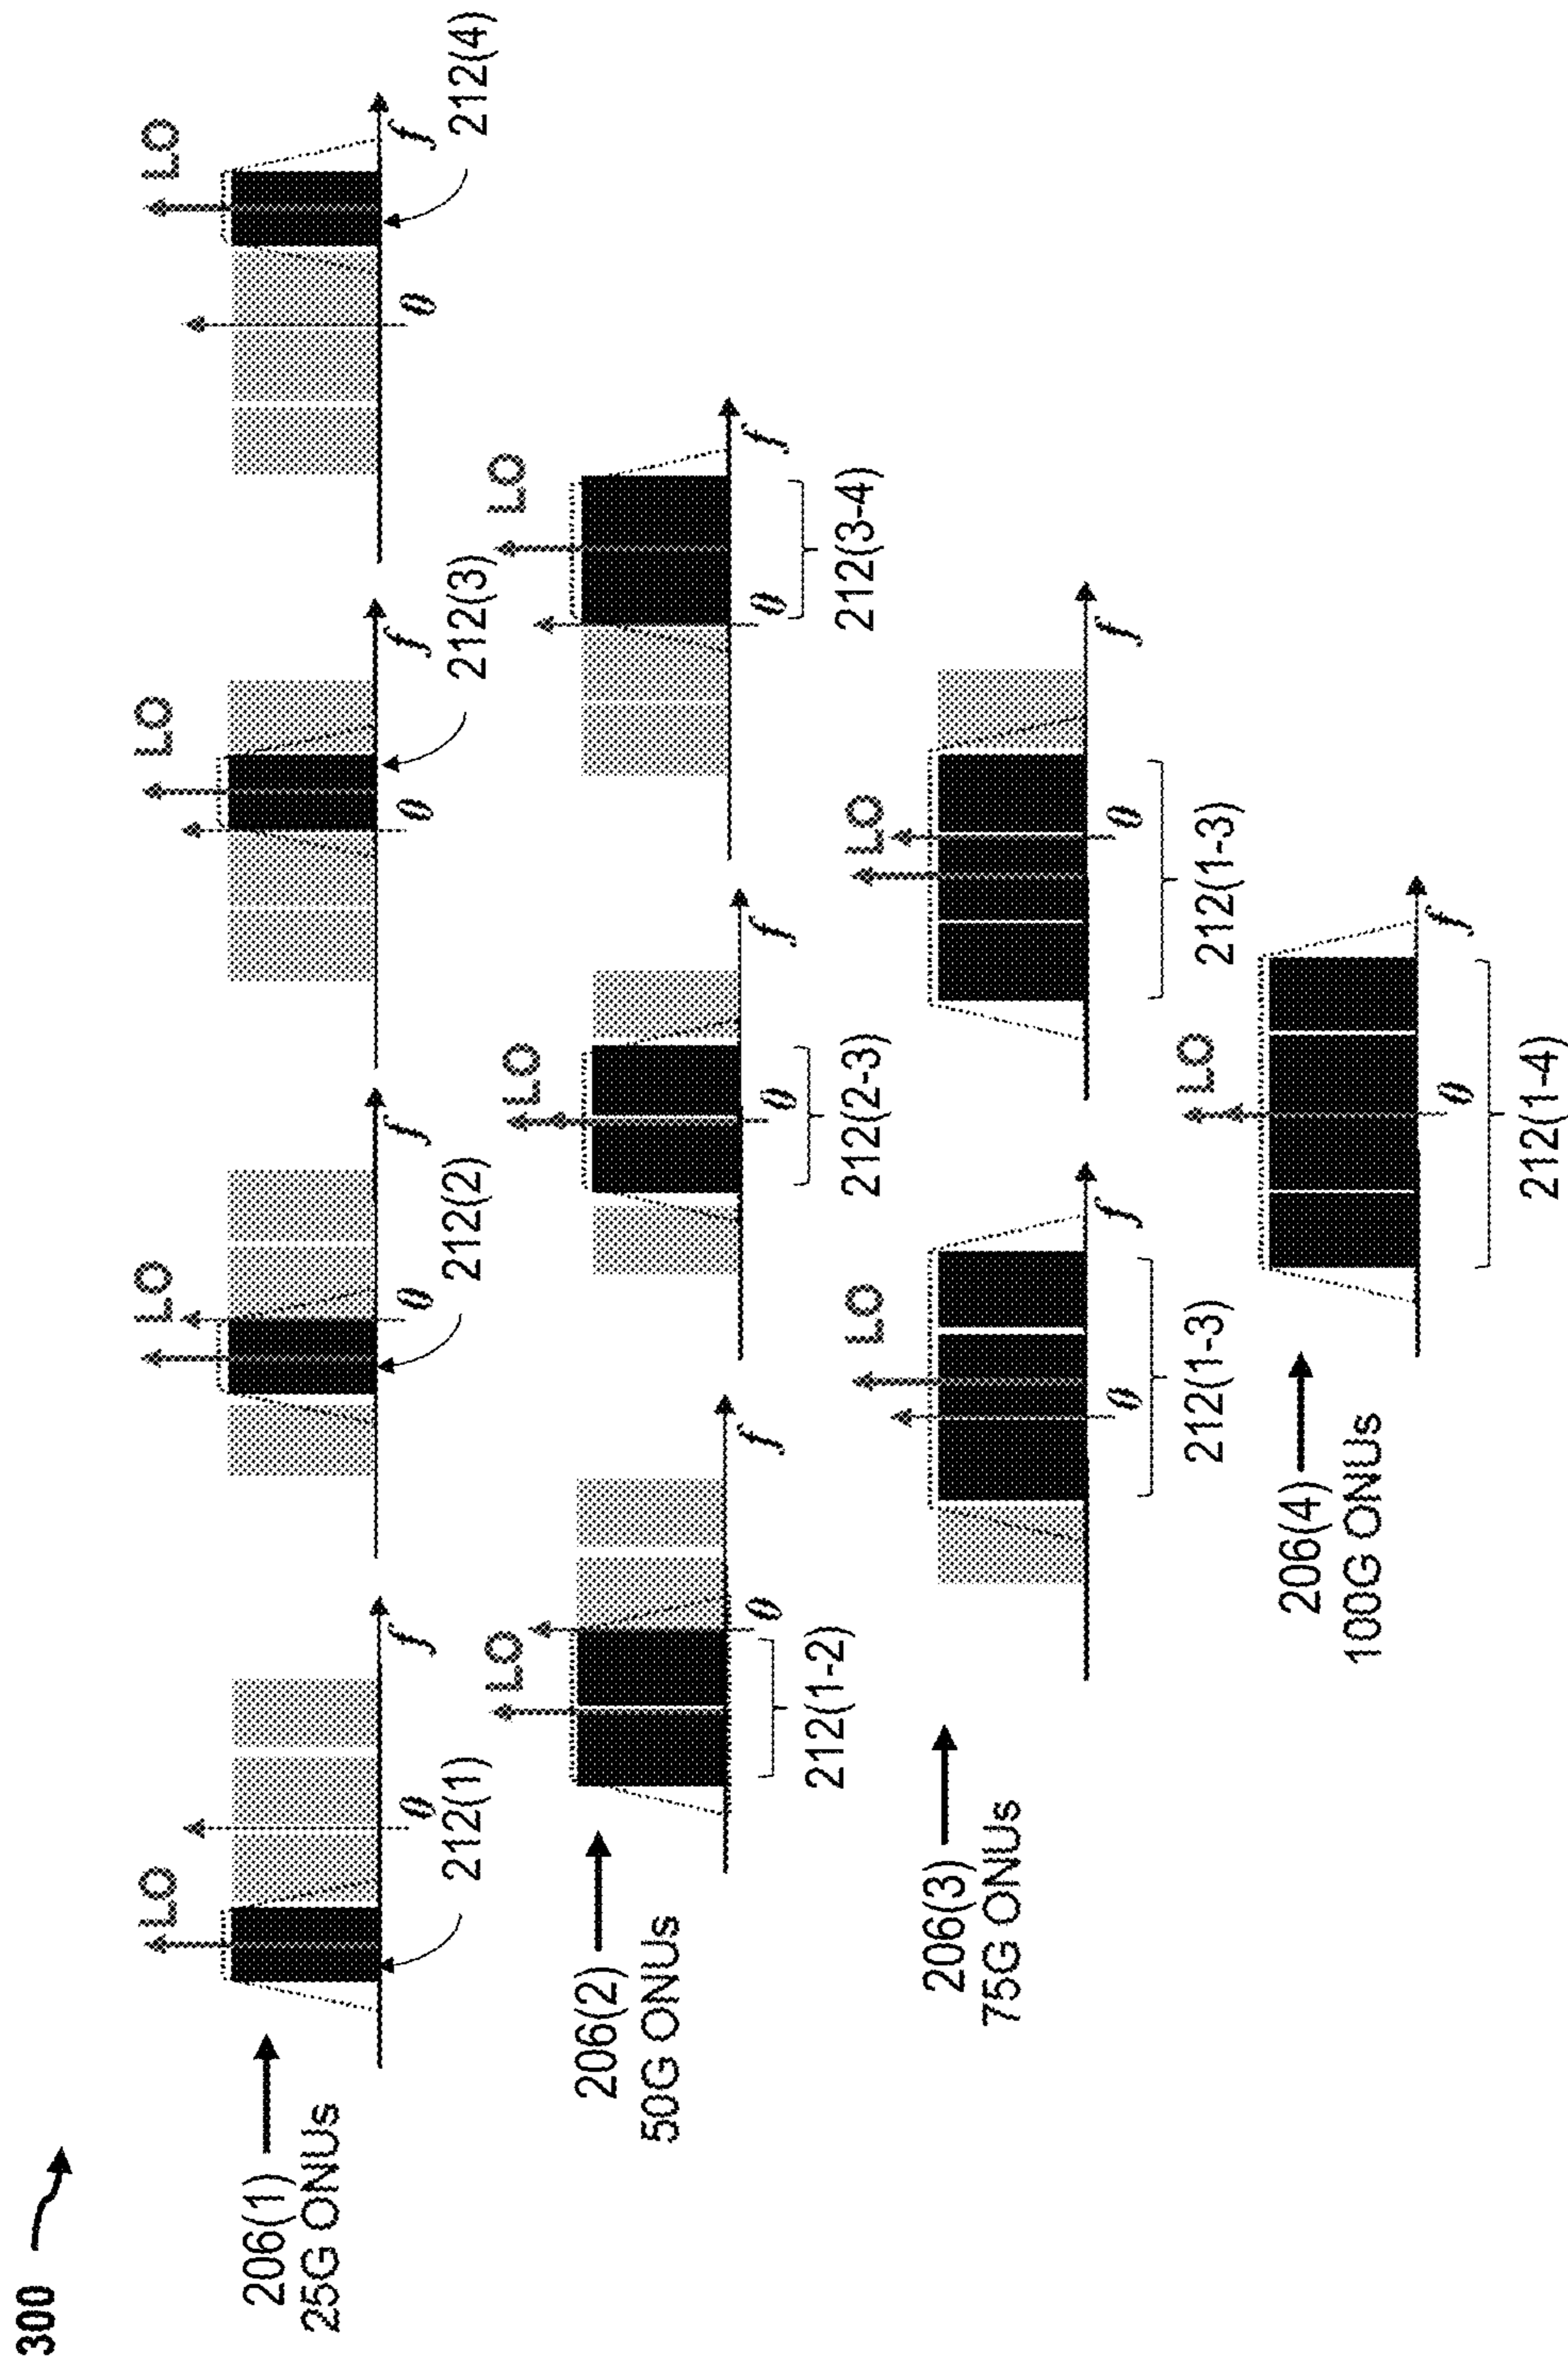 300
206(1)
25G ONUs
LO
0
f
212(1)
LO
0
f
212(2)
LO
0
f
212(3)
LO
0
f
212(4)
206(2)
50G ONUs
LO
0
f
212(1-2)
LO
0
f
212(2-3)
LO
0
f
212(3-4)
206(3)
75G ONUs
LO
0
f
212(1-3)
LO
0
f
212(1-3)
206(4)
100G ONUs
LO
0
f
212(1-4)